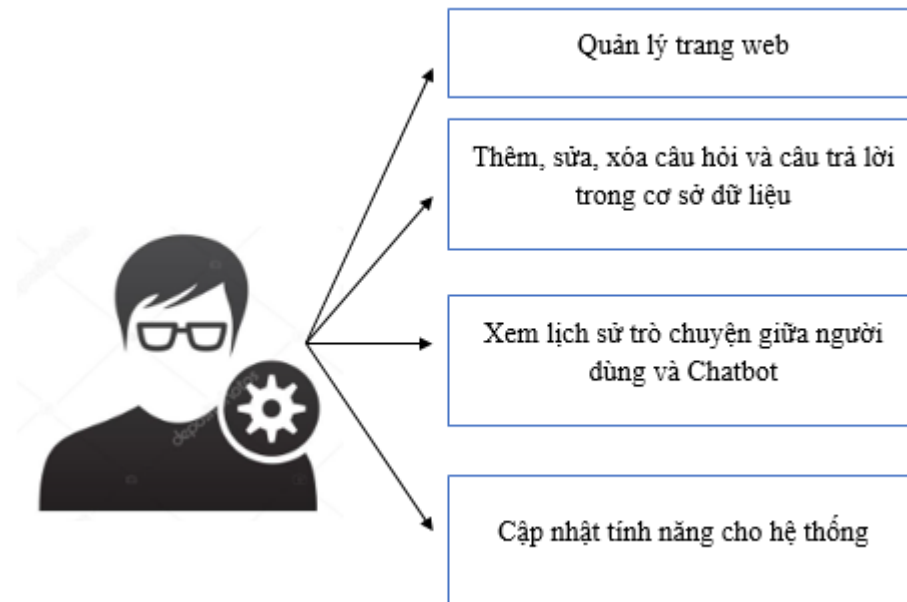 Quản lý trang web
Thêm, sửa, xóa câu hỏi và câu trả lời
trong cơ sở dữ liệu
Xem lịch sử trò chuyện giữa người
dùng và Chatbot
Cập nhật tính năng cho hệ thống
depositphotos